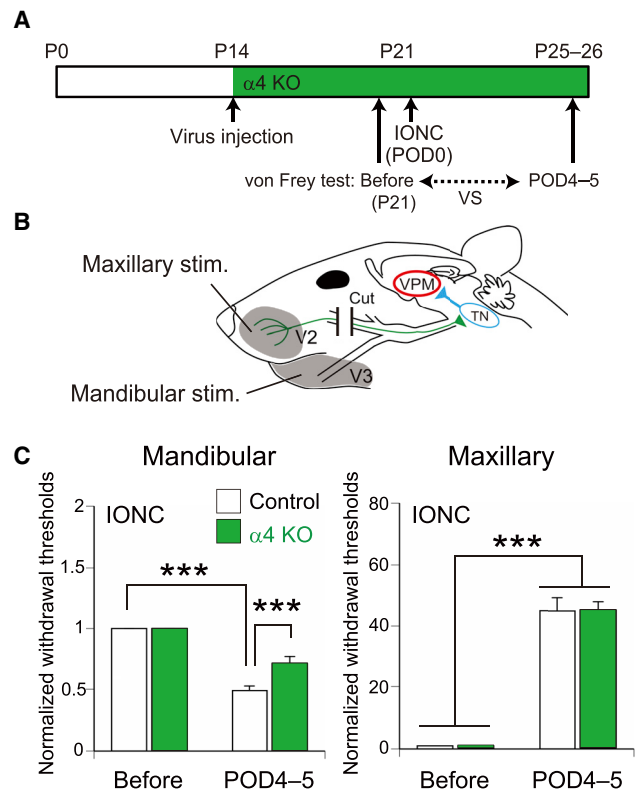 A
P0 P14 P21 P25–26
α4 KO
Virus injection
IONC
(POD0)
von Frey test: Before
(P21)
VS
POD4–5
B
Maxillary stim.
VPM
Cut
TN
V2
V3
Mandibular stim.
C
Mandibular
Normalized withdrawal thresholds
IONC
Control
α4 KO
2
1.5
1
0.5
0
***
***
Before POD4–5
Maxillary
Normalized withdrawal thresholds
IONC
80
60
40
20
0
***
Before POD4–5